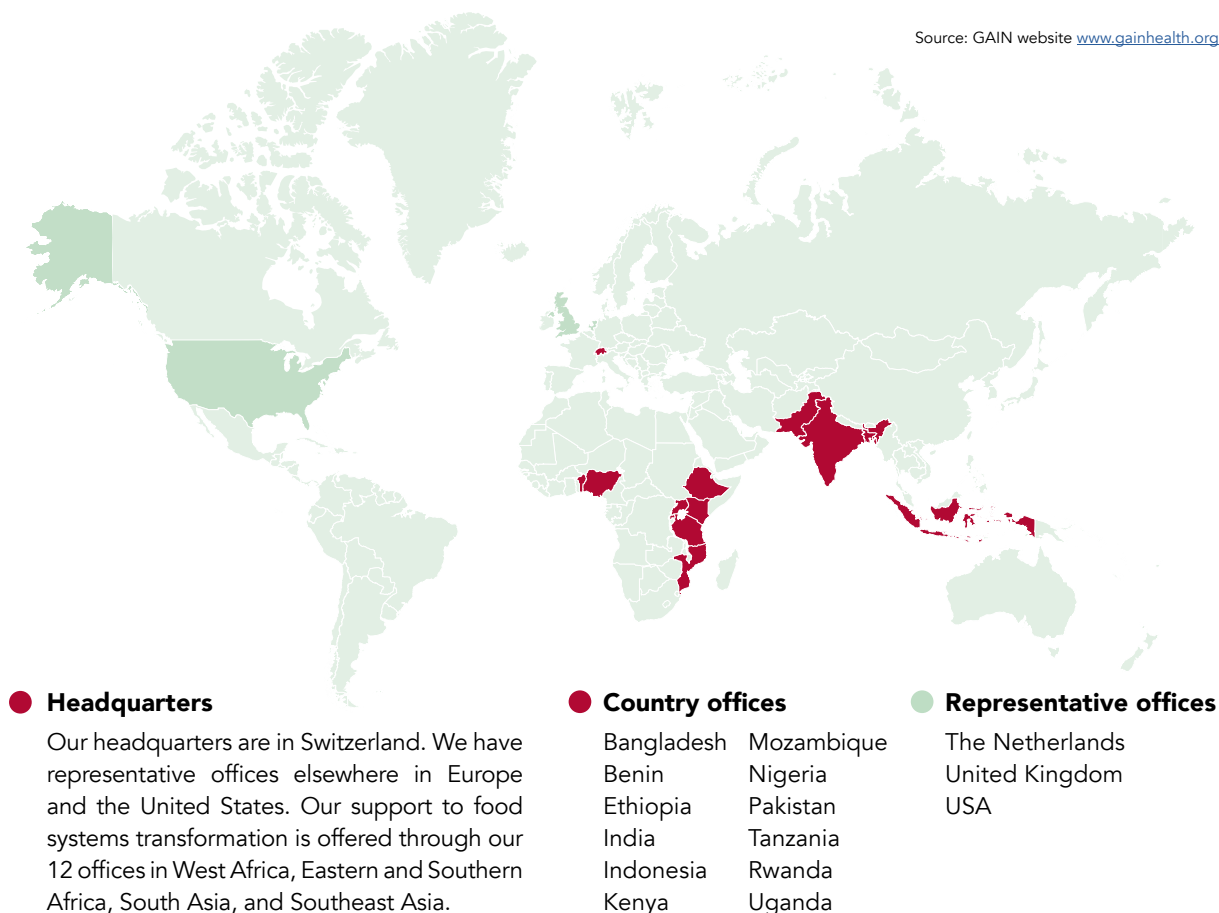 Source: GAIN website www.gainhealth.org
Headquarters
Our headquarters are in Switzerland. We have
representative offices elsewhere in Europe
and the United States. Our support to food
systems transformation is offered through our
12 offices in West Africa, Eastern and Southern
Africa, South Asia, and Southeast Asia.
Country offices
Bangladesh
Benin
Ethiopia
India
Indonesia
Kenya
Mozambique
Nigeria
Pakistan
Tanzania
Rwanda
Uganda
Representative offices
The Netherlands
United Kingdom
USA